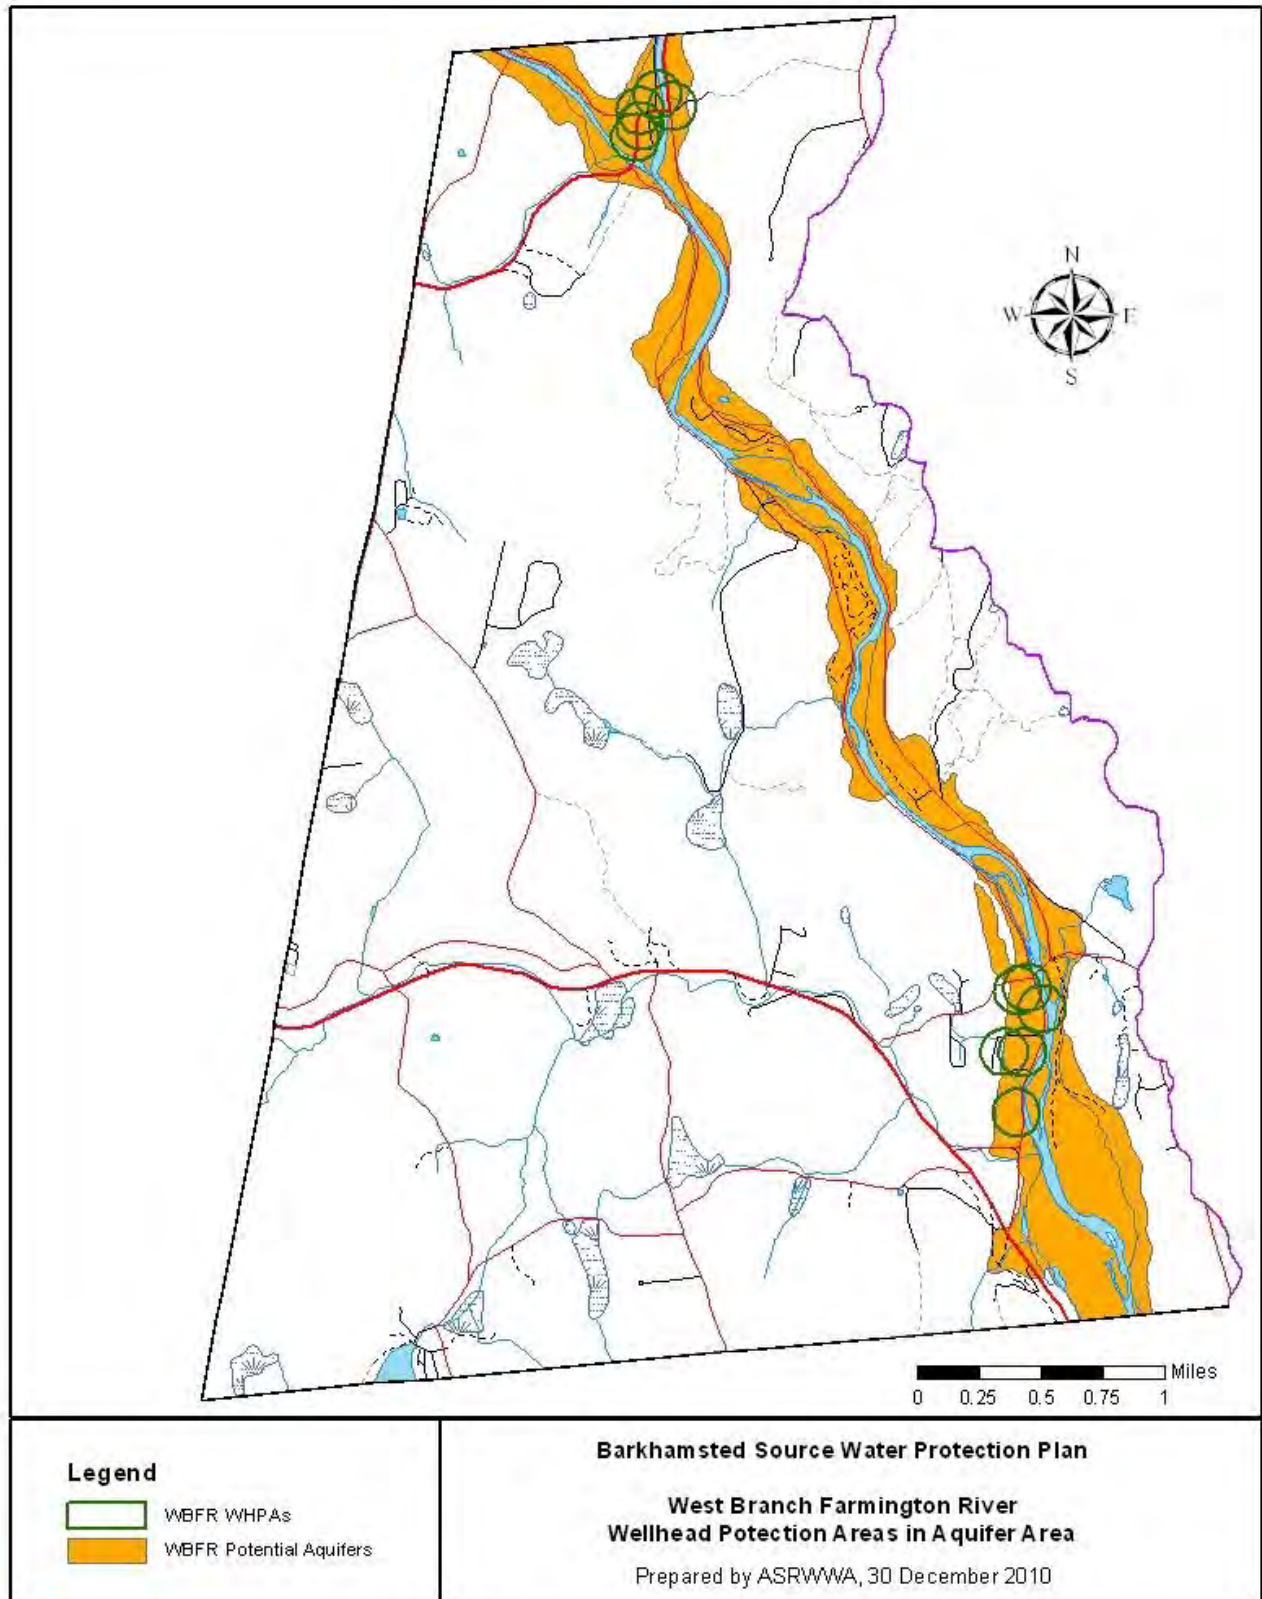 N
W E
S
Miles
0 0.25 0.5 0.75 1
Legend
WBFR WHPAs
WBFR Potential Aquifers
Barkhamsted Source Water Protection Plan
West Branch Farmington River
Wellhead Potection Areas in Aquifer Area
Prepared by ASRWWA, 30 December 2010